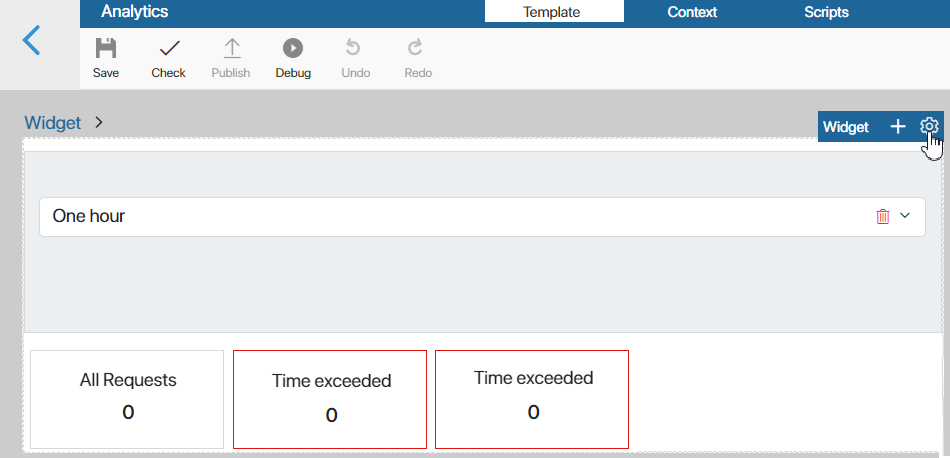 Analytics Template Context Scripts
Save Check Publish Debug Undo Redo
Widget
Widget
One hour
All Requests Time exceeded Time exceeded
0 0 0